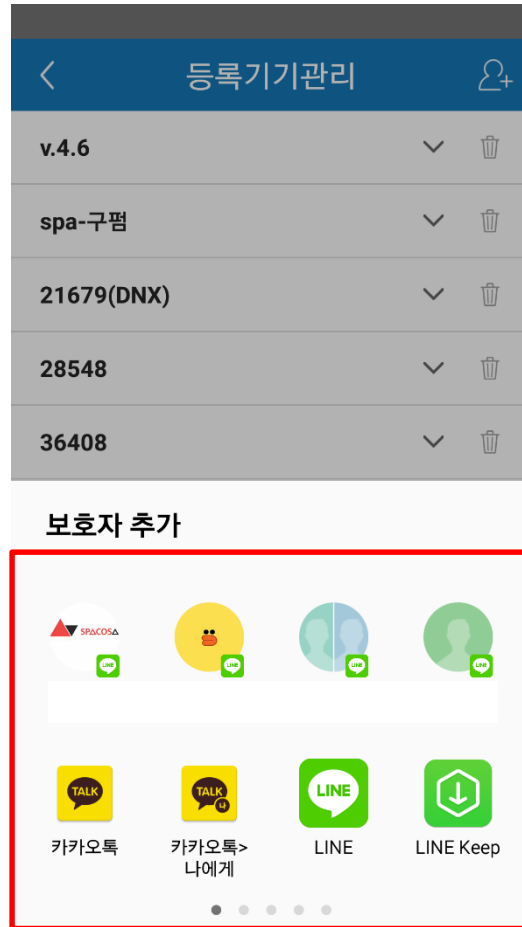 등록기기관리
v.4.6
spa-구펌
21679(DNX)
28548
36408
보호자 추가
SPACOSA
LINE
LINE
LINE
LINE
TALK
TALK
나
LINE
카카오톡
카카오톡>
나에게
LINE
LINE Keep